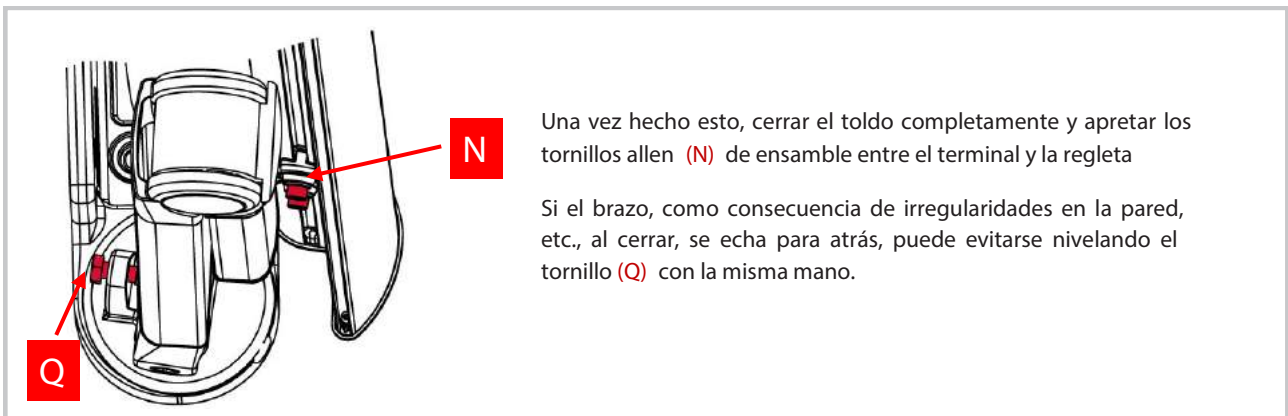 N
Una vez hecho esto, cerrar el toldo completamente y apretar los
tornillos allen (N) de ensamble entre el terminal y la regleta
Si el brazo, como consecuencia de irregularidades en la pared,
etc., al cerrar, se echa para atrás, puede evitarse nivelando el
tornillo (Q) con la misma mano.
Q